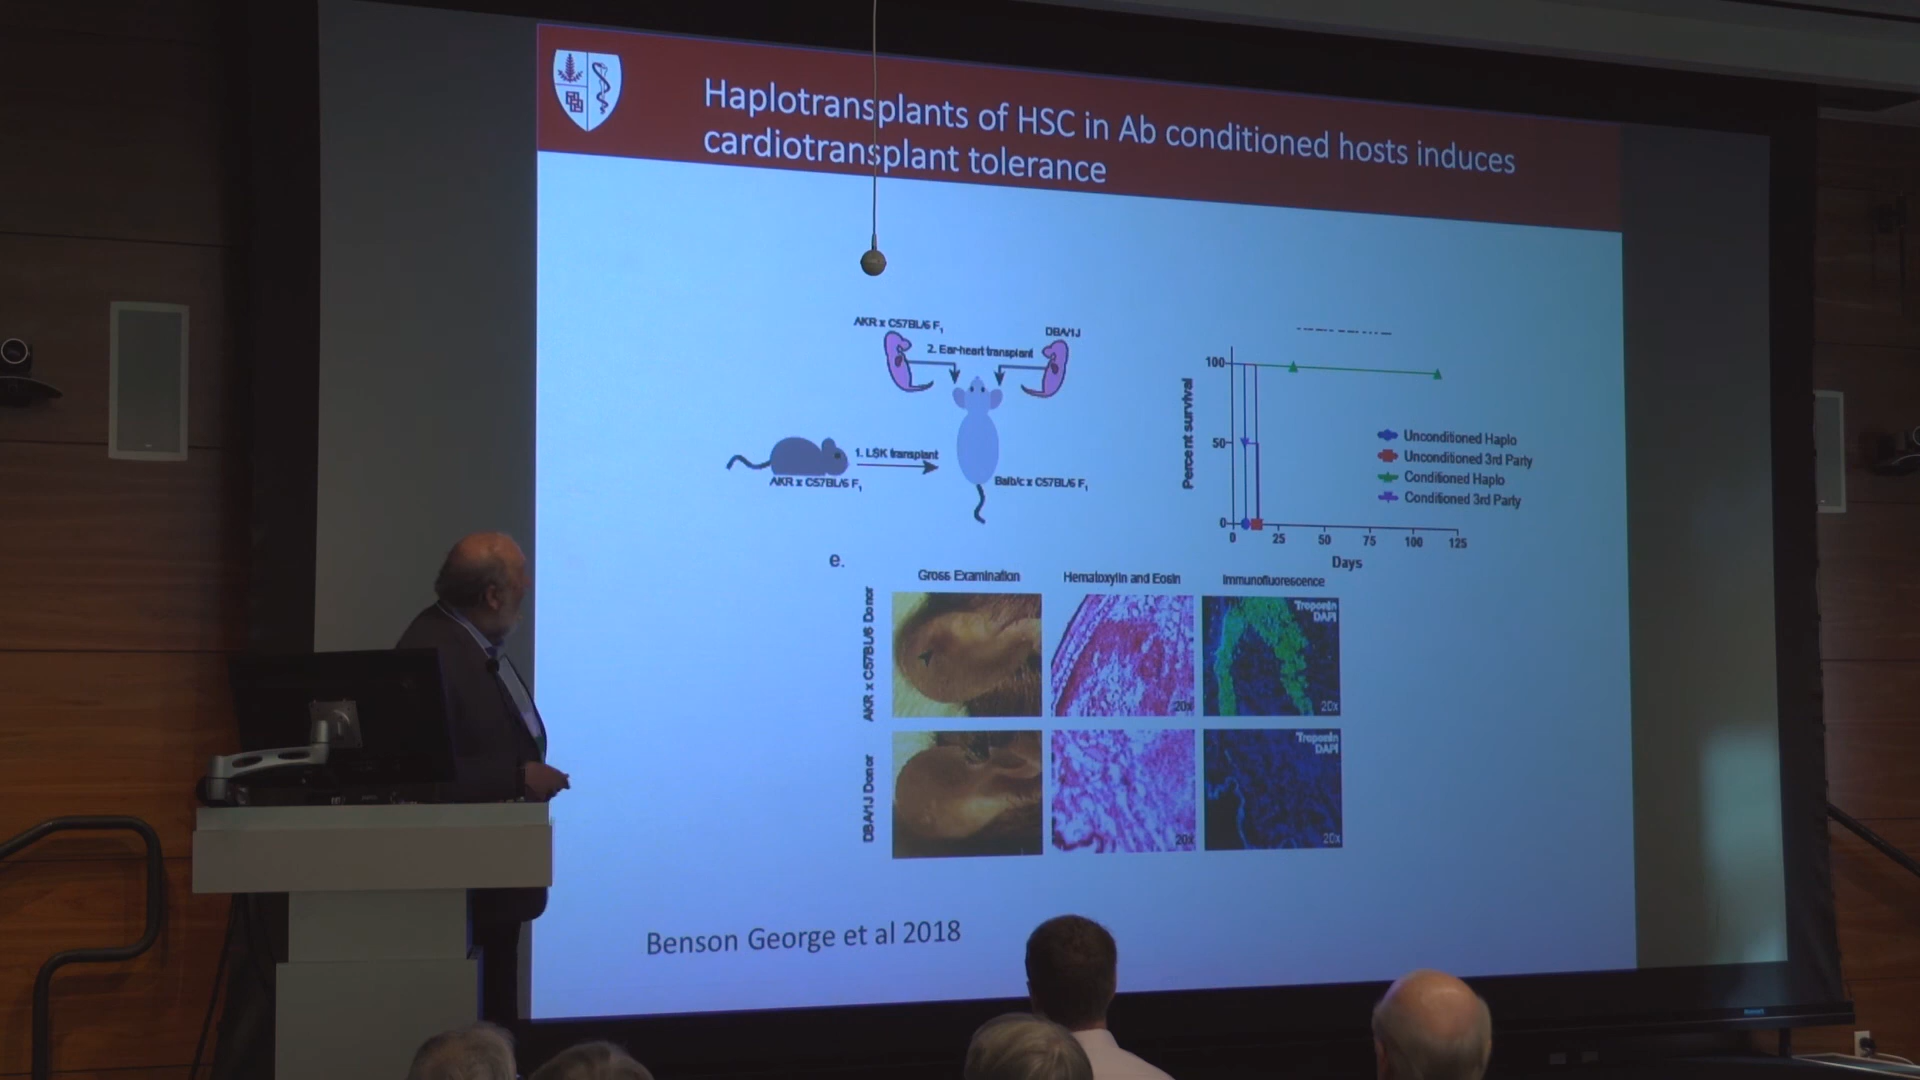 Haplotransplants of HSC in Ab conditioned hosts induces
cardiotransplant tolerance
AKR x C57BL/6 F1
DBA/1J
2. Ear-heart transplant
1. LSK transplant
AKR x C57BL/6 F1
Balb/c x C57BL/6 F1
Percent survival
100
50
0
0 25 50 75 100 125
Days
Unconditioned Haplo
Unconditioned 3rd Party
Conditioned Haplo
Conditioned 3rd Party
e.
Gross Examination
Hematoxylin and Eosin
Immunofluorescence
AKR x C57BL/6 Donor
20x
Troponin
DAPI
20x
DBA/1J Donor
20x
Troponin
DAPI
20x
Benson George et al 2018